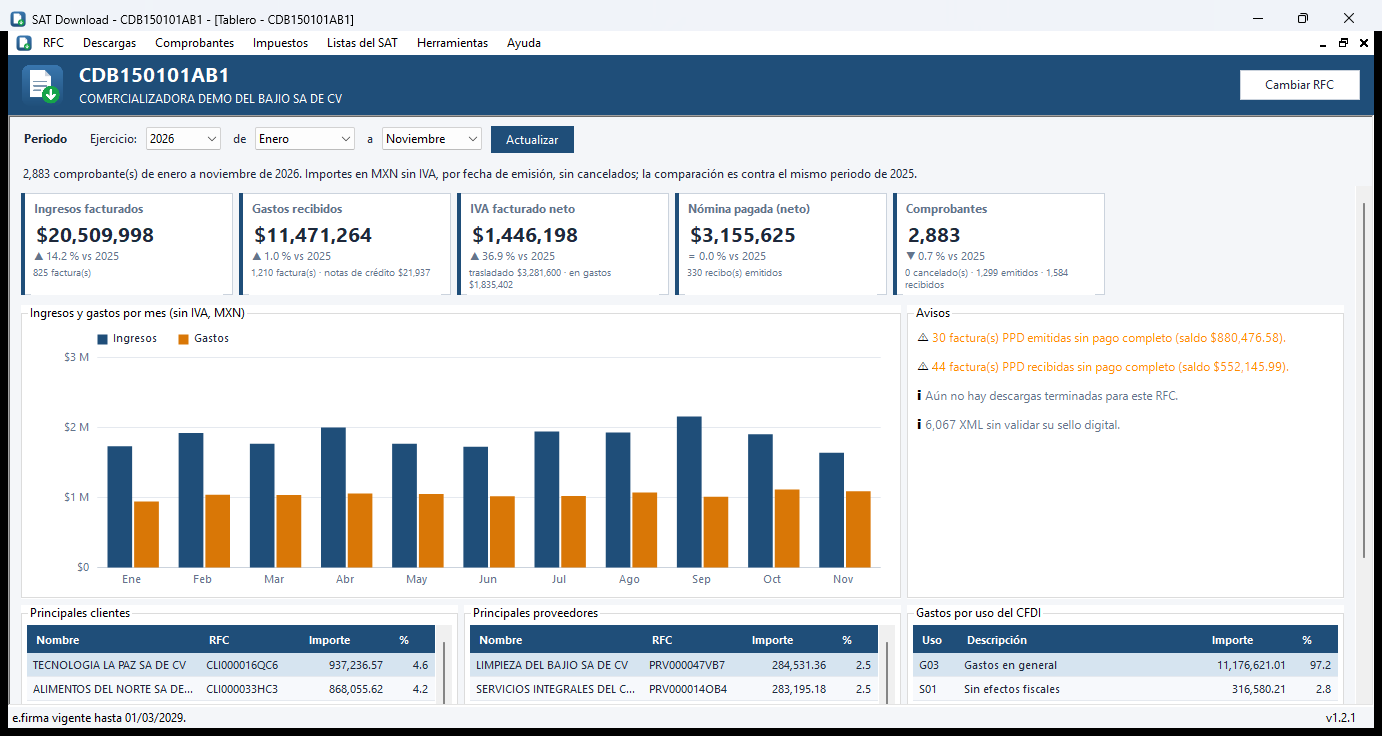 SAT Download - CDB150101AB1 - [Tablero - CDB150101AB1]
RFC Descargas Comprobantes Impuestos Listas del SAT Herramientas Ayuda
CDB150101AB1
COMERCIALIZADORA DEMO DEL BAJIO SA DE CV
Cambiar RFC
Periodo Ejercicio: 2026 de Enero a Noviembre Actualizar
2,883 comprobante(s) de enero a noviembre de 2026. Importes en MXN sin IVA, por fecha de emisión, sin cancelados; la comparación es contra el mismo periodo de 2025.
Ingresos facturados
$20,509,998
▲ 14.2 % vs 2025
825 factura(s)
Gastos recibidos
$11,471,264
▲ 1.0 % vs 2025
1,210 factura(s) · notas de crédito $21,937
IVA facturado neto
$1,446,198
▲ 36.9 % vs 2025
trasladado $3,281,600 · en gastos
$1,835,402
Nómina pagada (neto)
$3,155,625
= 0.0 % vs 2025
330 recibo(s) emitidos
Comprobantes
2,883
▼ 0.7 % vs 2025
0 cancelado(s) · 1,299 emitidos · 1,584
recibidos
Ingresos y gastos por mes (sin IVA, MXN)
Ingresos Gastos
$3 M
$2 M
$1 M
$0
Ene Feb Mar Abr May Jun Jul Ago Sep Oct Nov
Avisos
⚠ 30 factura(s) PPD emitidas sin pago completo (saldo $880,476.58).
⚠ 44 factura(s) PPD recibidas sin pago completo (saldo $552,145.99).
ℹ Aún no hay descargas terminadas para este RFC.
ℹ 6,067 XML sin validar su sello digital.
Principales clientes
Nombre RFC Importe %
TECNOLOGIA LA PAZ SA DE CV CLI000016QC6 937,236.57 4.6
ALIMENTOS DEL NORTE SA DE... CLI000033HC3 868,055.62 4.2
Principales proveedores
Nombre RFC Importe %
LIMPIEZA DEL BAJIO SA DE CV PRV000047VB7 284,531.36 2.5
SERVICIOS INTEGRALES DEL C... PRV000014OB4 283,195.18 2.5
Gastos por uso del CFDI
Uso Descripción Importe %
G03 Gastos en general 11,176,621.01 97.2
S01 Sin efectos fiscales 316,580.21 2.8
e.firma vigente hasta 01/03/2029.
v1.2.1